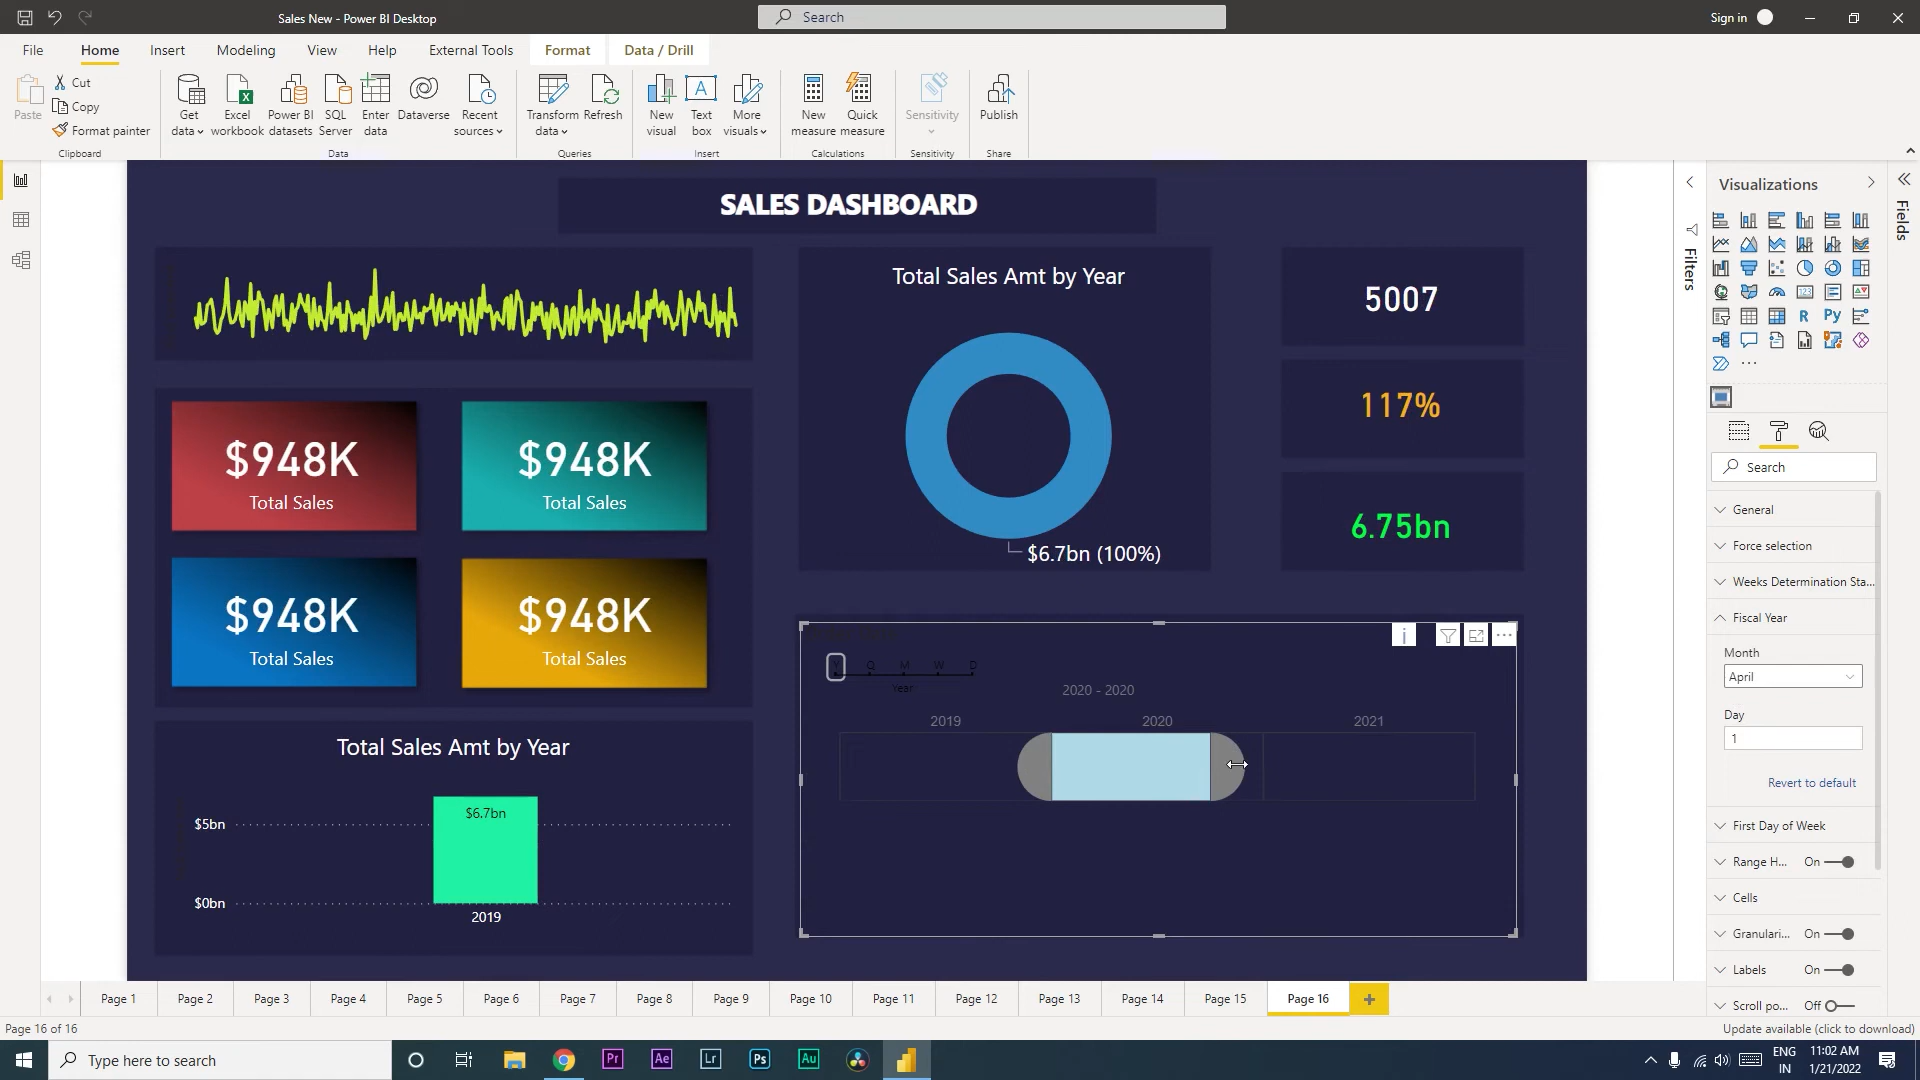 Sales New - Power BI Desktop
Search
Sign in
File
Home
Insert
Modeling
View
Help
External Tools
Format
Data / Drill
Paste
Cut
Copy
Format painter
Clipboard
Get
data
Excel
workbook
Power BI
datasets
SQL
Server
Enter
data
Dataverse
Recent
sources
Data
Transform
data
Refresh
Queries
New
visual
Text
box
More
visuals
Insert
New
measure
Quick
measure
Calculations
Sensitivity
Sensitivity
Publish
Share
SALES DASHBOARD
Total Sales Amt by Year
$6.7bn (100%)
5007
117%
6.75bn
$948K
Total Sales
$948K
Total Sales
$948K
Total Sales
$948K
Total Sales
Total Sales Amt by Year
$5bn
$0bn
$6.7bn
2019
Y Q M W D
Year
2020 - 2020
2019 2020 2021
Filters
Visualizations
R
Py
Search
General
Force selection
Weeks Determination Sta...
Fiscal Year
Month
April
Day
1
Revert to default
First Day of Week
Range H... On
Cells
Granulari... On
Labels On
Scroll po... Off
Fields
Page 1
Page 2
Page 3
Page 4
Page 5
Page 6
Page 7
Page 8
Page 9
Page 10
Page 11
Page 12
Page 13
Page 14
Page 15
Page 16
Page 16 of 16
Update available (click to download)
Type here to search
Pr
Ae
Lr
Ps
Au
ENG
IN
11:02 AM
1/21/2022